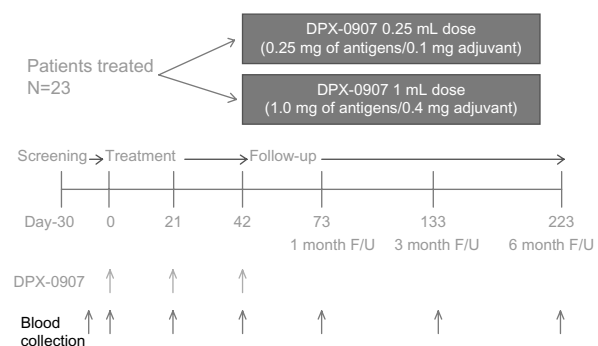 DPX-0907 0.25 mL dose
(0.25 mg of antigens/0.1 mg adjuvant)
Patients treated
N=23
DPX-0907 1 mL dose
(1.0 mg of antigens/0.4 mg adjuvant)
Screening Treatment Follow-up
Day-30 0 21 42 73 133 223
1 month F/U 3 month F/U 6 month F/U
DPX-0907
Blood
collection